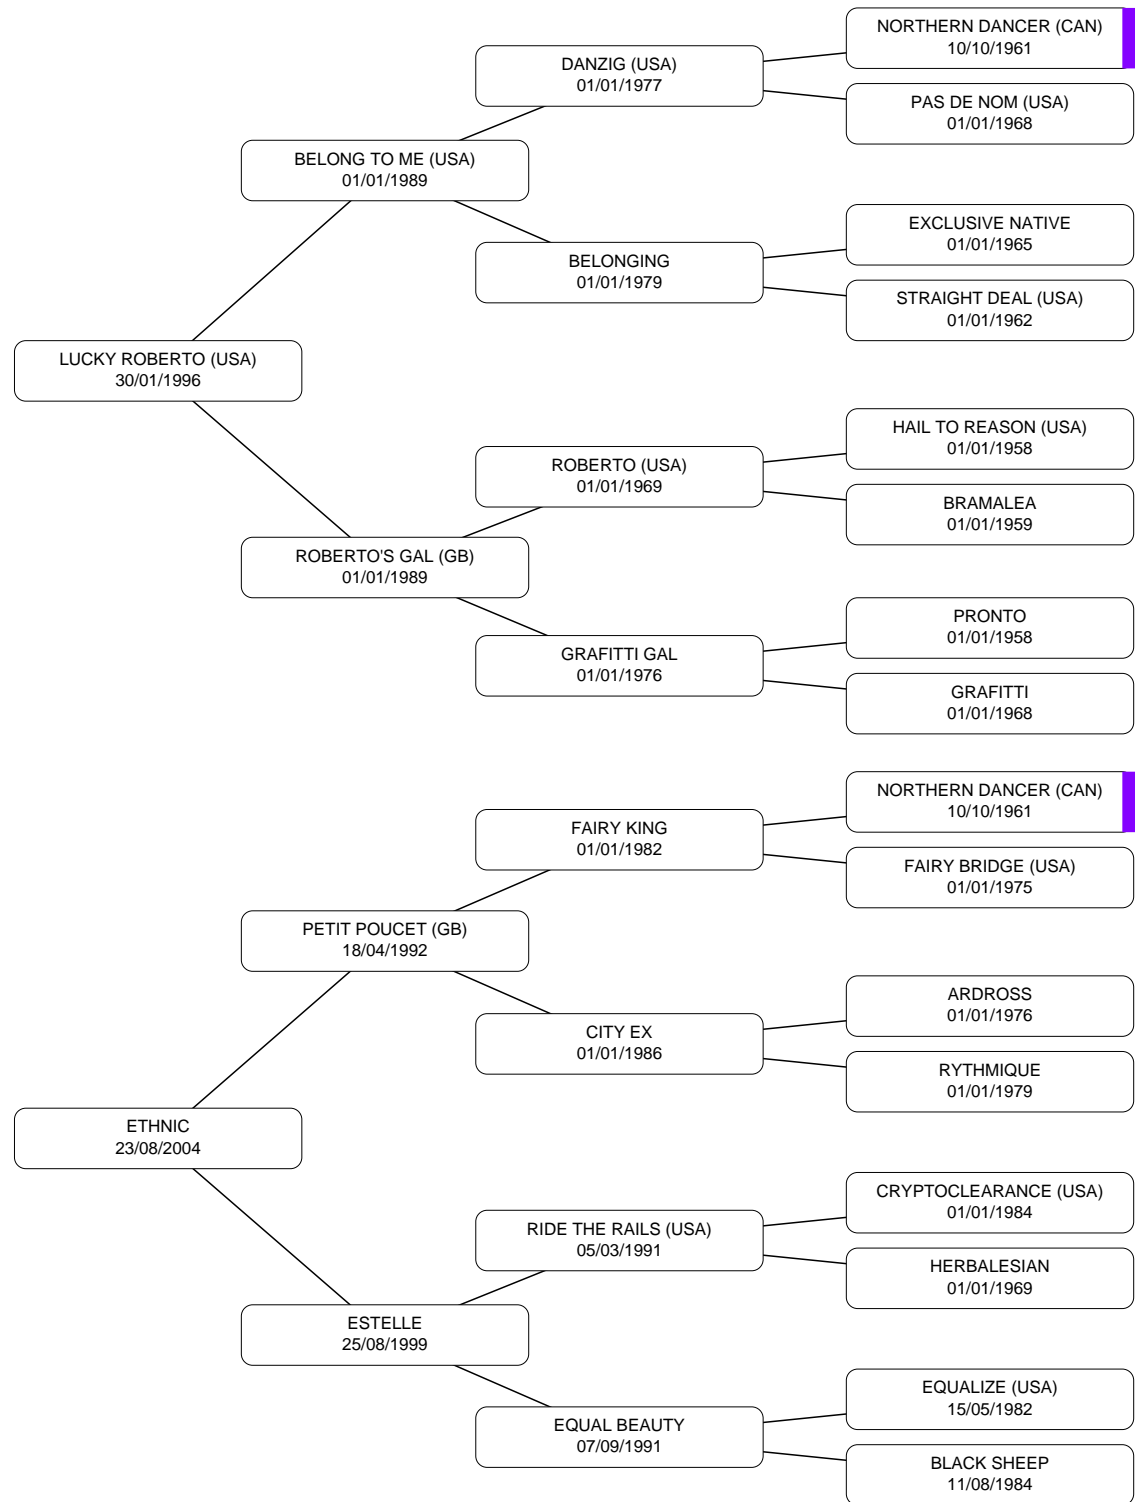 NORTHERN DANCER (CAN)
10/10/1961
DANZIG (USA)
01/01/1977
PAS DE NOM (USA)
01/01/1968
BELONG TO ME (USA)
01/01/1989
EXCLUSIVE NATIVE
01/01/1965
BELONGING
01/01/1979
STRAIGHT DEAL (USA)
01/01/1962
LUCKY ROBERTO (USA)
30/01/1996
HAIL TO REASON (USA)
01/01/1958
ROBERTO (USA)
01/01/1969
BRAMALEA
01/01/1959
ROBERTO'S GAL (GB)
01/01/1989
PRONTO
01/01/1958
GRAFITTI GAL
01/01/1976
GRAFITTI
01/01/1968
NORTHERN DANCER (CAN)
10/10/1961
FAIRY KING
01/01/1982
FAIRY BRIDGE (USA)
01/01/1975
PETIT POUCET (GB)
18/04/1992
ARDROSS
01/01/1976
CITY EX
01/01/1986
RYTHMIQUE
01/01/1979
ETHNIC
23/08/2004
CRYPTOCLEARANCE (USA)
01/01/1984
RIDE THE RAILS (USA)
05/03/1991
HERBALESIAN
01/01/1969
ESTELLE
25/08/1999
EQUALIZE (USA)
15/05/1982
EQUAL BEAUTY
07/09/1991
BLACK SHEEP
11/08/1984